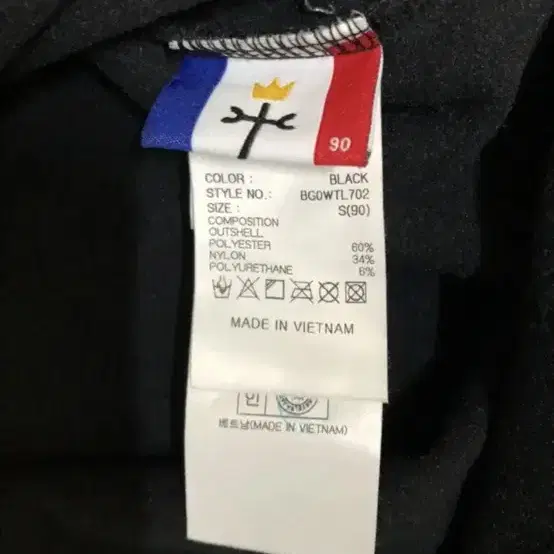 90
COLOR : BLACK
STYLE NO.: BG0WTL702
SIZE : S(90)
COMPOSITION
OUTSHELL
POLYESTER 60%
NYLON 34%
POLYURETHANE 6%
MADE IN VIETNAM
인
베트남(MADE IN VIETNAM)